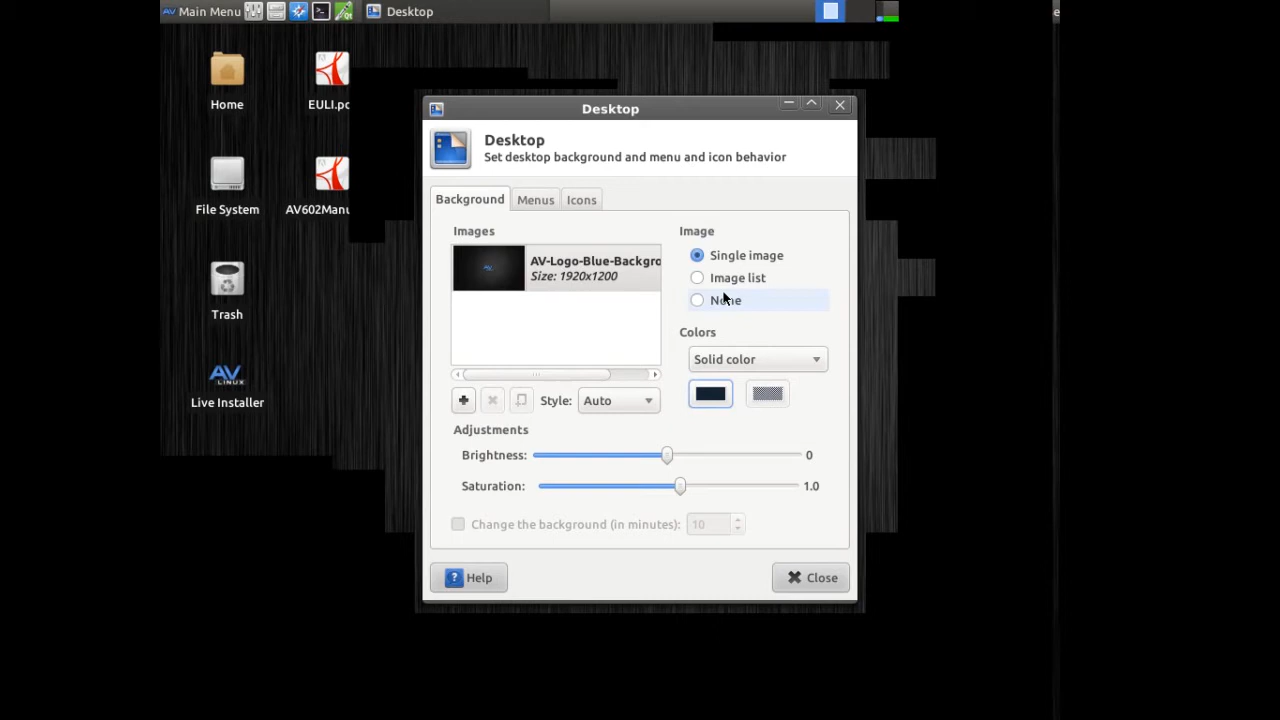 AV Main Menu
Desktop
e
Home
EULI.pc
File System
AV602Manu
Trash
AV
LINUX
Live Installer
Desktop
Desktop
Set desktop background and menu and icon behavior
Background
Menus
Icons
Images
AV-Logo-Blue-Backgro
Size: 1920x1200
Style:
Auto
Image
Single image
Image list
None
Colors
Solid color
Adjustments
Brightness:
0
Saturation:
1.0
Change the background (in minutes):
10
? Help
Close